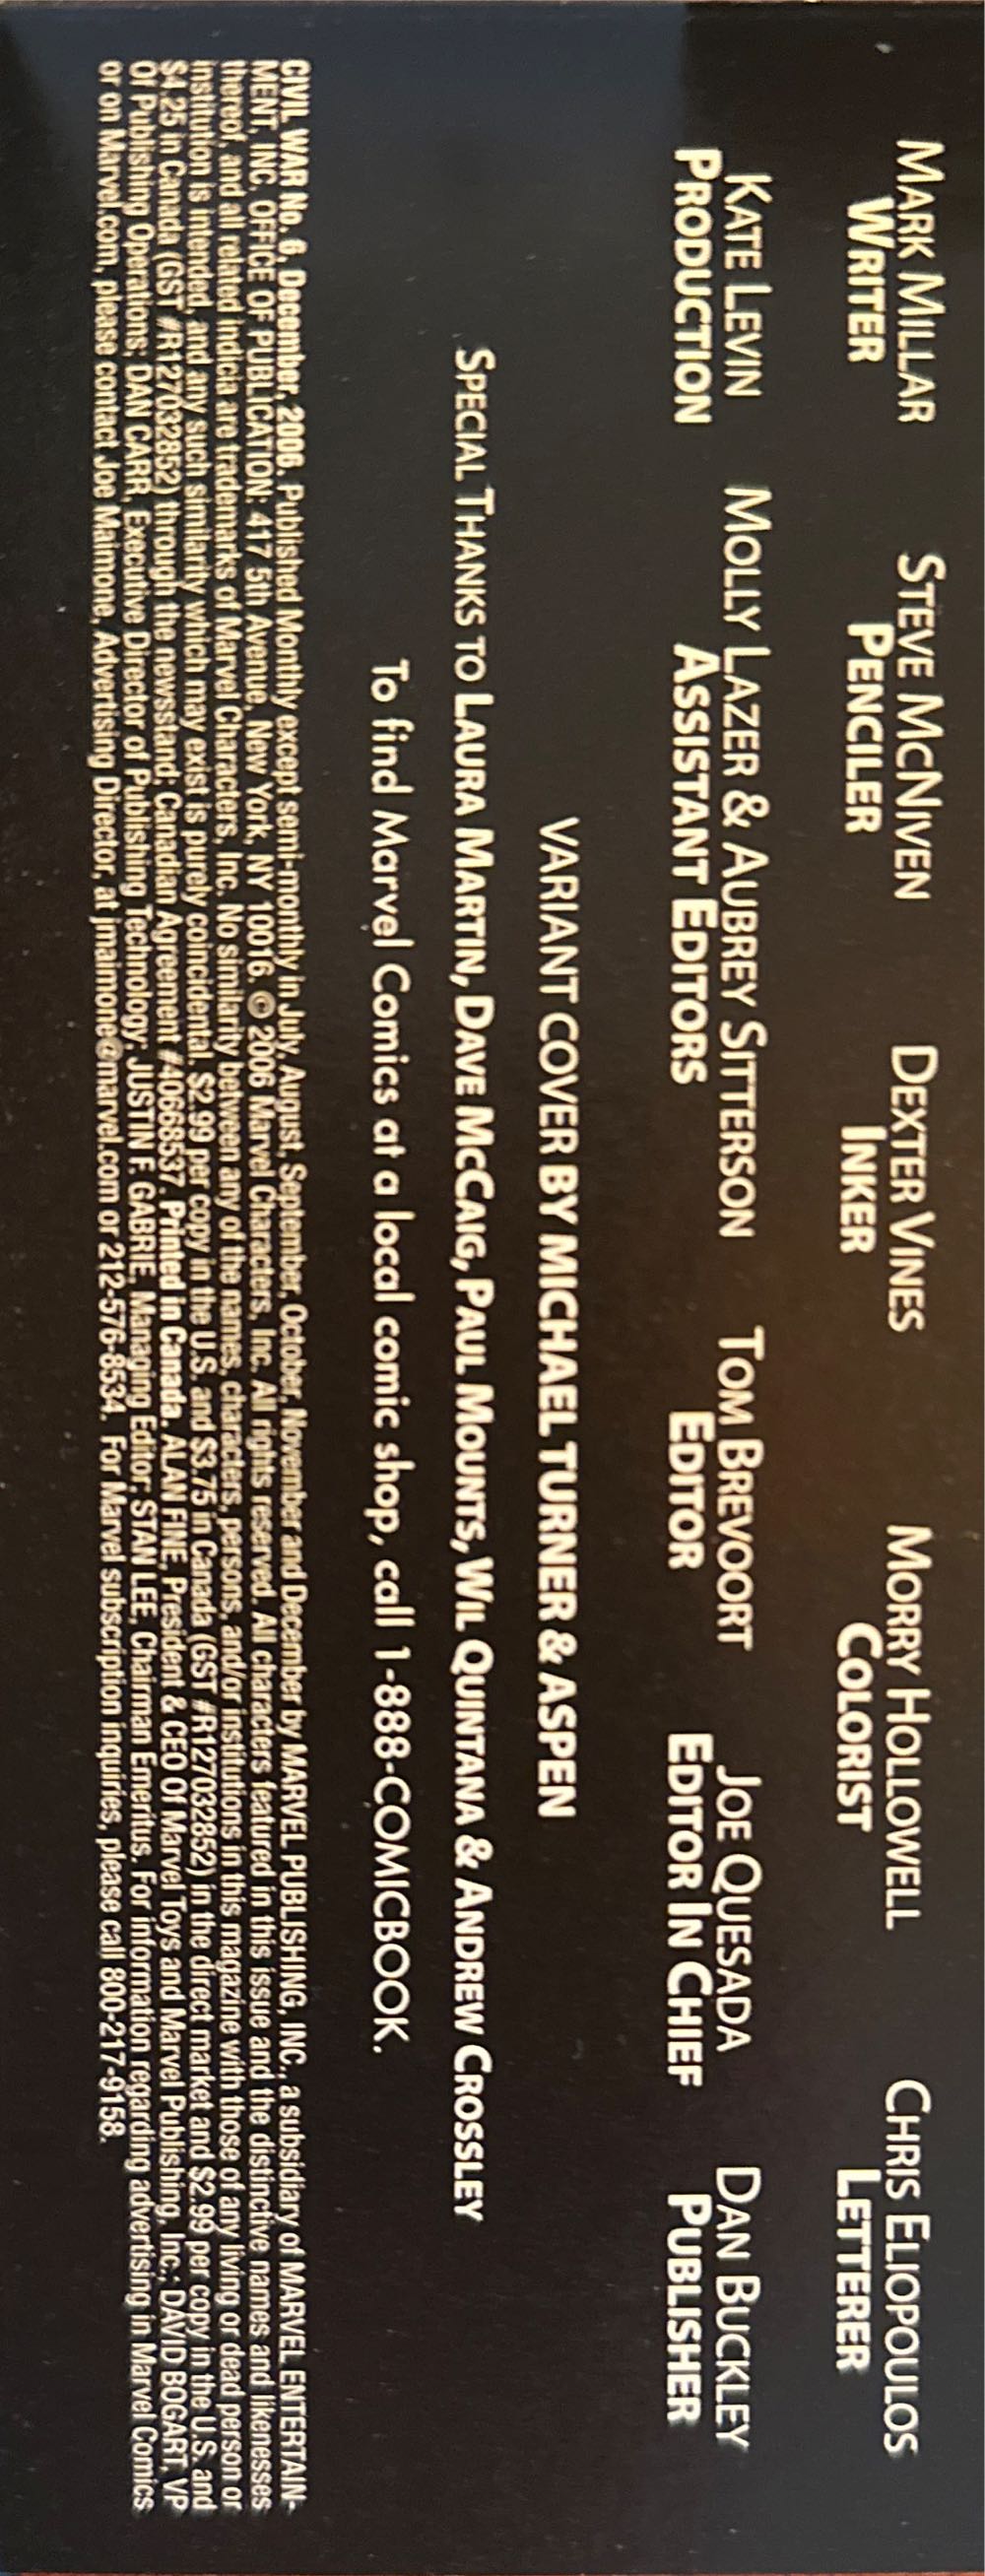 MARK MILLAR STEVE MCNIVEN DEXTER VINES MORRY HOLLOWELL CHRIS ELIOPOULOS
WRITER PENCILER INKER COLORIST LETTERER
KATE LEVIN MOLLY LAZER & AUBREY SITTERSON TOM BREVOORT JOE QUESADA DAN BUCKLEY
PRODUCTION ASSISTANT EDITORS EDITOR EDITOR IN CHIEF PUBLISHER
VARIANT COVER BY MICHAEL TURNER & ASPEN
SPECIAL THANKS TO LAURA MARTIN, DAVE MCCAIG, PAUL MOUNTS, WIL QUINTANA & ANDREW CROSSLEY
To find Marvel Comics at a local comic shop, call 1-888-COMICBOOK.
CIVIL WAR No. 6, December, 2006. Published Monthly except semi-monthly in July, August, September, October, November and December by MARVEL PUBLISHING, INC., a subsidiary of MARVEL ENTERTAIN-
MENT, INC. OFFICE OF PUBLICATION: 417 5th Avenue, New York, NY 10016. © 2006 Marvel Characters, Inc. All rights reserved. All characters featured in this issue and the distinctive names and likenesses
thereof, and all related indicia are trademarks of Marvel Characters, Inc. No similarity between any of the names, characters, persons, and/or institutions in this magazine with those of any living or dead person or
institution is intended, and any such similarity which may exist is purely coincidental. $2.99 per copy in the U.S. and $3.75 in Canada (GST #R127032852) in the direct market and $2.99 per copy in the U.S. and
$4.25 in Canada (GST #R127032852) through the newsstand; Canadian Agreement #40668537. Printed in Canada. ALAN FINE, President & CEO Of Marvel Toys and Marvel Publishing, Inc.; DAVID BOGART, VP
Of Publishing Operations; DAN CARR, Executive Director of Publishing Technology; JUSTIN F. GABRIE, Managing Editor; STAN LEE, Chairman Emeritus. For information regarding advertising in Marvel Comics
or on Marvel.com, please contact Joe Maimone, Advertising Director, at jmaimone@marvel.com or 212-576-8534. For Marvel subscription inquiries, please call 800-217-9158.